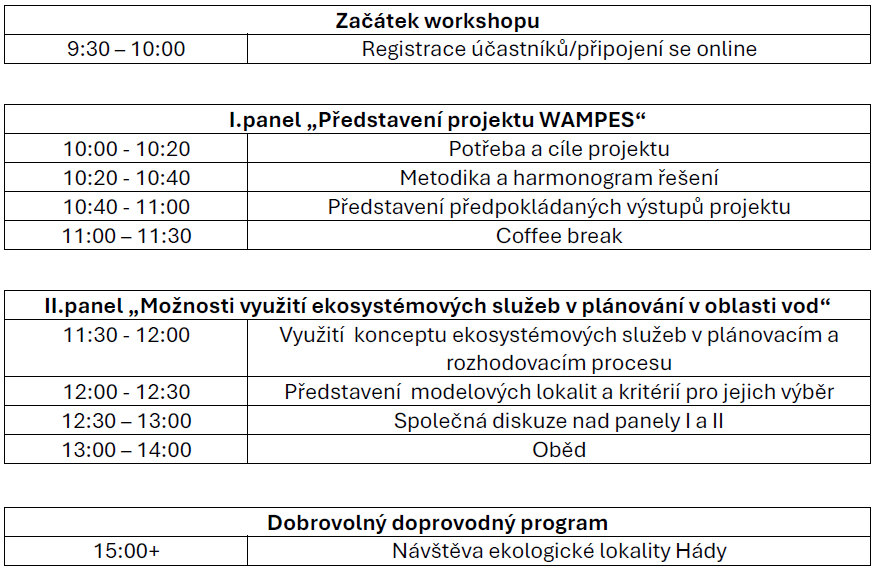 Začátek workshopu
9:30 – 10:00 Registrace účastníků/připojení se online
I.panel „Představení projektu WAMPES“
10:00 - 10:20 Potřeba a cíle projektu
10:20 - 10:40 Metodika a harmonogram řešení
10:40 - 11:00 Představení předpokládaných výstupů projektu
11:00 – 11:30 Coffee break
II.panel „Možnosti využití ekosystémových služeb v plánování v oblasti vod“
11:30 - 12:00 Využití  konceptu ekosystémových služeb v plánovacím a
rozhodovacím procesu
12:00 - 12:30 Představení  modelových lokalit a kritérií pro jejich výběr
12:30 – 13:00 Společná diskuze nad panely I a II
13:00 – 14:00 Oběd
Dobrovolný doprovodný program
15:00+ Návštěva ekologické lokality Hády